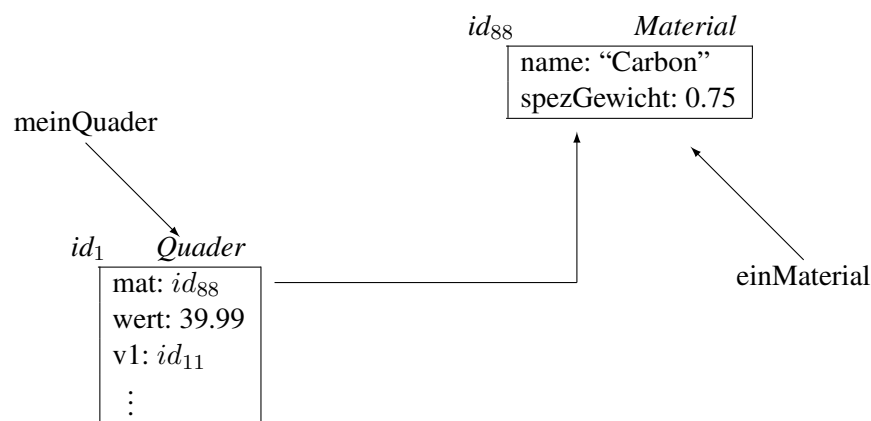 id88 Material
name: “Carbon”
spezGewicht: 0.75
meinQuader
id1 Quader
mat: id88
wert: 39.99
v1: id11
⋮
einMaterial